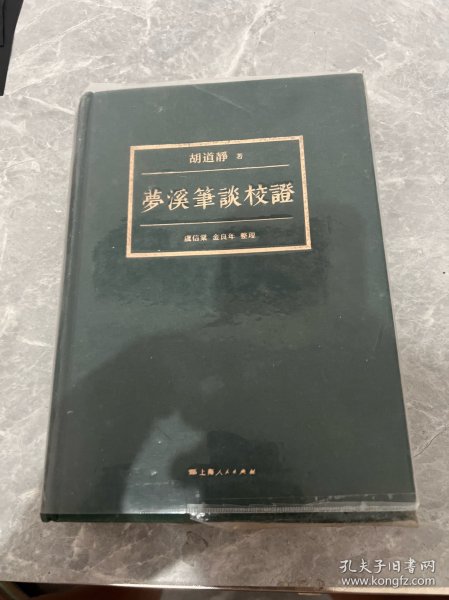 胡道靜 著
夢溪筆談校證
虞信棠 金良年 整理
上海人民出版社
孔夫子旧书网
www.kongfz.com